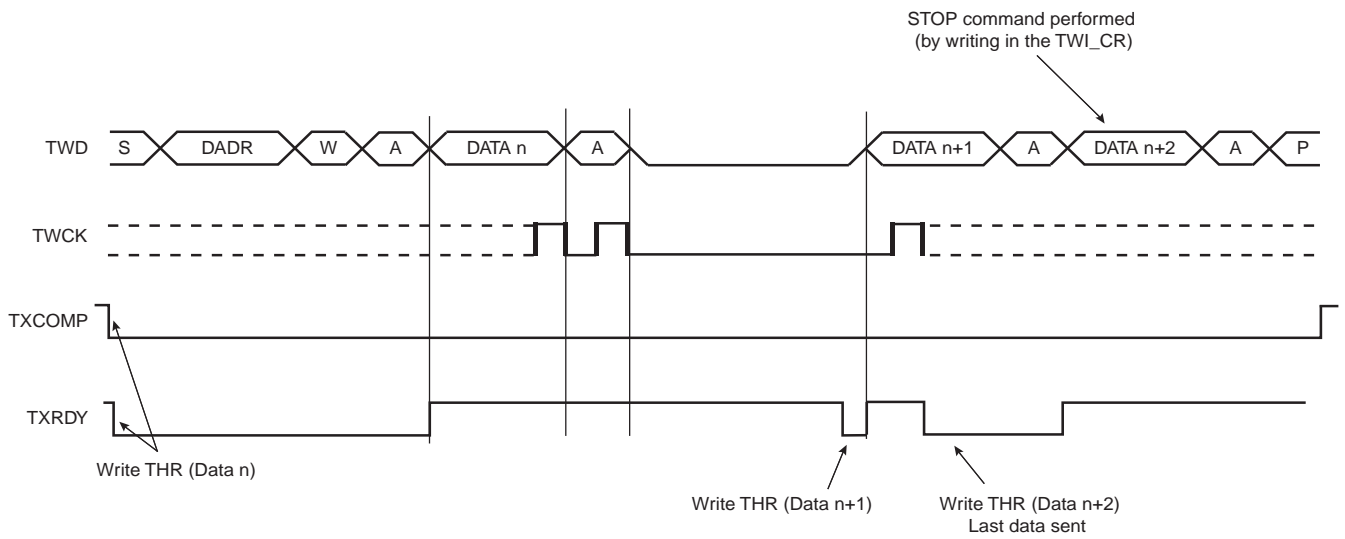 STOP command performed
(by writing in the TWI_CR)
TWD S DADR W A DATA n A DATA n+1 A DATA n+2 A P
TWCK
TXCOMP
TXRDY
Write THR (Data n)
Write THR (Data n+1)
Write THR (Data n+2)
Last data sent